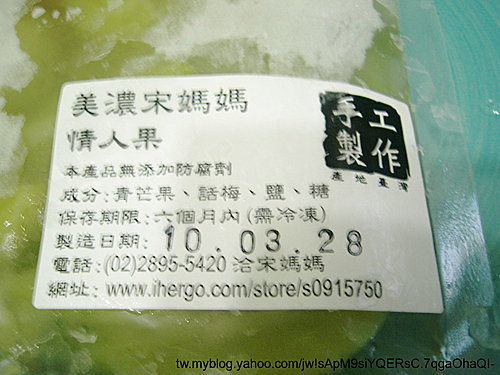 美濃宋媽媽
情人果
手工製作
產地臺灣
本產品無添加防腐劑
成分:青芒果、話梅、鹽、糖
保存期限:六個月內(需冷凍)
製造日期:10.03.28
電話:(02)2895-5420 洽宋媽媽
網址: www.ihergo.com/store/s0915750
tw.myblog.yahoo.com/jwIsApM9siYQERsC.7qgaOhaQI-